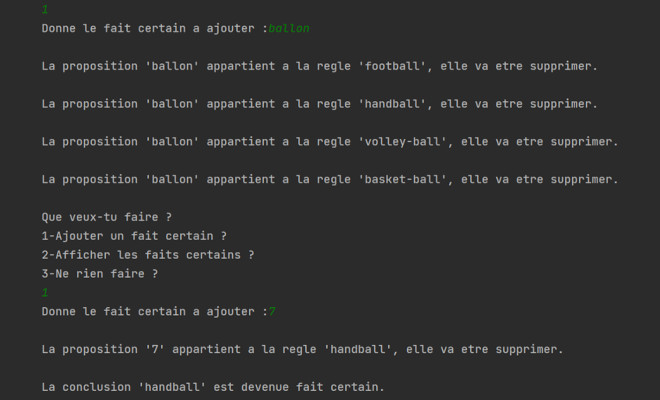 1
Donne le fait certain a ajouter :ballon
La proposition 'ballon' appartient a la regle 'football', elle va etre supprimer.
La proposition 'ballon' appartient a la regle 'handball', elle va etre supprimer.
La proposition 'ballon' appartient a la regle 'volley-ball', elle va etre supprimer.
La proposition 'ballon' appartient a la regle 'basket-ball', elle va etre supprimer.
Que veux-tu faire ?
1-Ajouter un fait certain ?
2-Afficher les faits certains ?
3-Ne rien faire ?
1
Donne le fait certain a ajouter :7
La proposition '7' appartient a la regle 'handball', elle va etre supprimer.
La conclusion 'handball' est devenue fait certain.